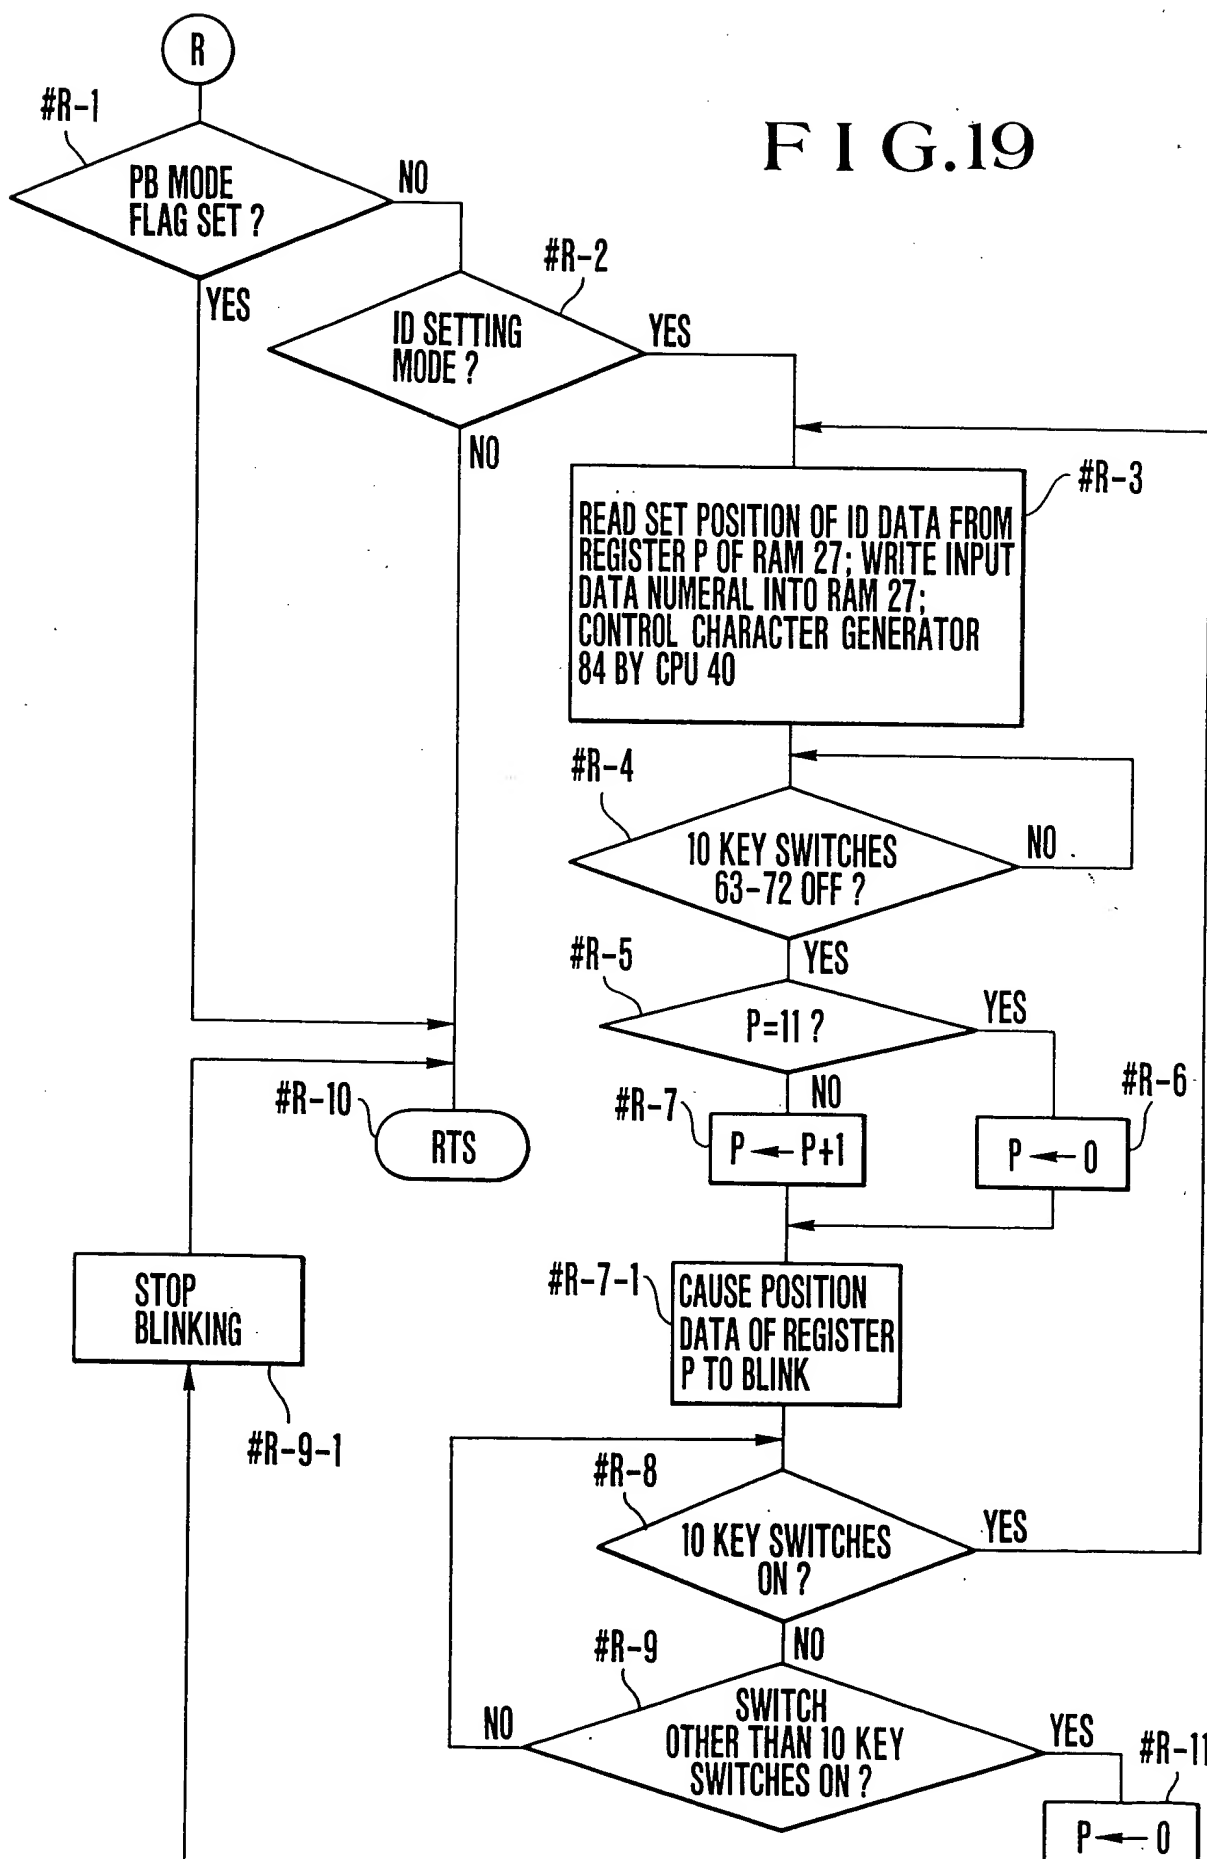 R
#R-1
FIG.19
PB MODE
FLAG SET ?
NO
YES
#R-2
ID SETTING
MODE ?
YES
NO
#R-3
READ SET POSITION OF ID DATA FROM
REGISTER P OF RAM 27; WRITE INPUT
DATA NUMERAL INTO RAM 27;
CONTROL CHARACTER GENERATOR
84 BY CPU 40
#R-4
10 KEY SWITCHES
63-72 OFF ?
NO
YES
#R-5
P=11 ?
YES
NO
#R-6
P ← 0
#R-7
P ← P+1
#R-10
RTS
#R-7-1
CAUSE POSITION
DATA OF REGISTER
P TO BLINK
STOP
BLINKING
#R-9-1
#R-8
10 KEY SWITCHES
ON ?
YES
NO
#R-9
SWITCH
OTHER THAN 10 KEY
SWITCHES ON ?
NO
YES
#R-11
P ← 0